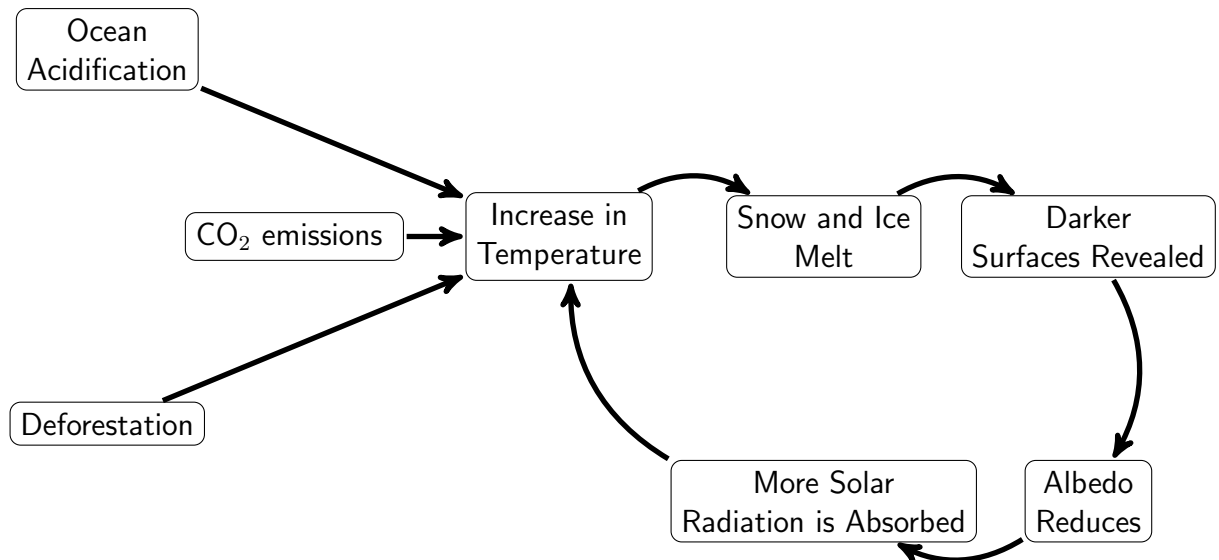 Ocean
Acidification
CO₂ emissions
Deforestation
Increase in
Temperature
Snow and Ice
Melt
Darker
Surfaces Revealed
Albedo
Reduces
More Solar
Radiation is Absorbed